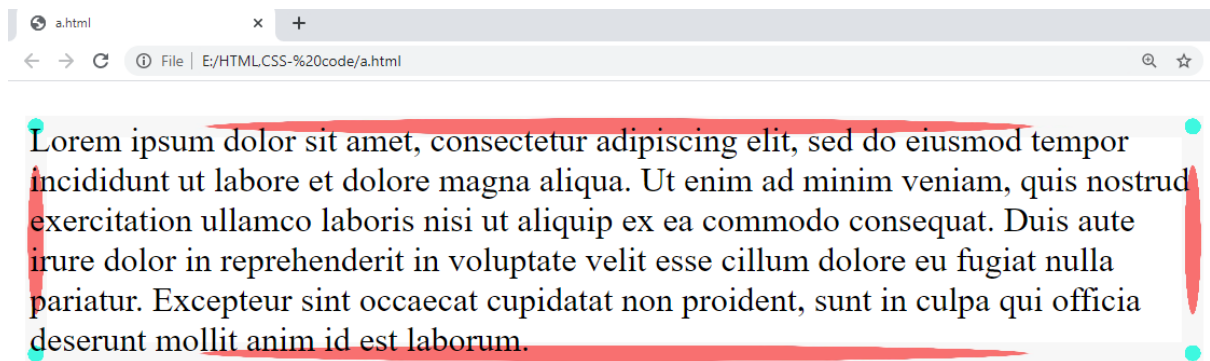 a.html
File | E:/HTML,CSS-%20code/a.html
Lorem ipsum dolor sit amet, consectetur adipiscing elit, sed do eiusmod tempor
incididunt ut labore et dolore magna aliqua. Ut enim ad minim veniam, quis nostrud
exercitation ullamco laboris nisi ut aliquip ex ea commodo consequat. Duis aute
irure dolor in reprehenderit in voluptate velit esse cillum dolore eu fugiat nulla
pariatur. Excepteur sint occaecat cupidatat non proident, sunt in culpa qui officia
deserunt mollit anim id est laborum.